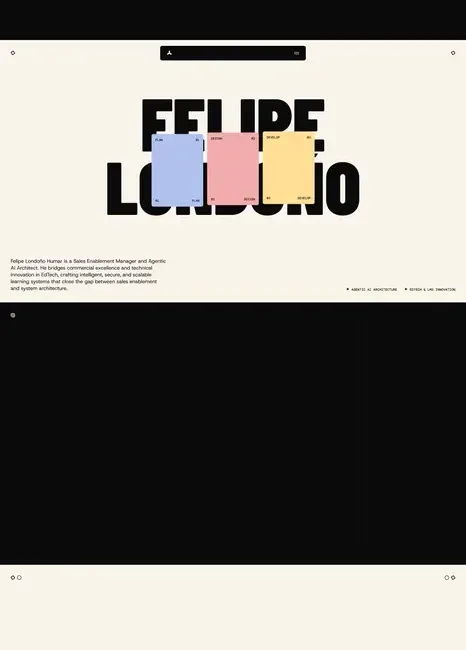 FELIPE
LONDOÑO
PLAN 01
DESIGN 02
DEVELOP 03
01 PLAN
02 DESIGN
03 DEVELOP
Felipe Londoño Humar is a Sales Enablement Manager and Agentic
AI Architect. He bridges commercial excellence and technical
innovation in EdTech, crafting intelligent, secure, and scalable
learning systems that close the gap between sales enablement
and system architecture.
AGENTIC AI ARCHITECTURE
EDTECH & LMS INNOVATION